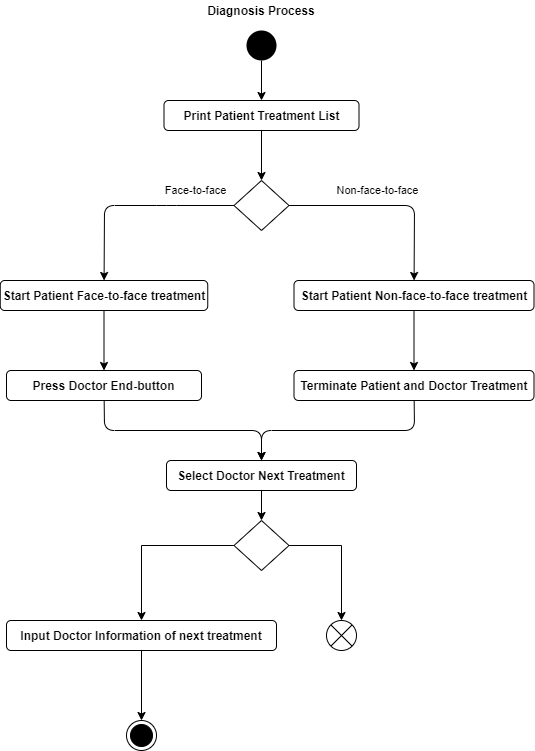 Diagnosis Process
Print Patient Treatment List
Face-to-face
Non-face-to-face
Start Patient Face-to-face treatment
Start Patient Non-face-to-face treatment
Press Doctor End-button
Terminate Patient and Doctor Treatment
Select Doctor Next Treatment
Input Doctor Information of next treatment